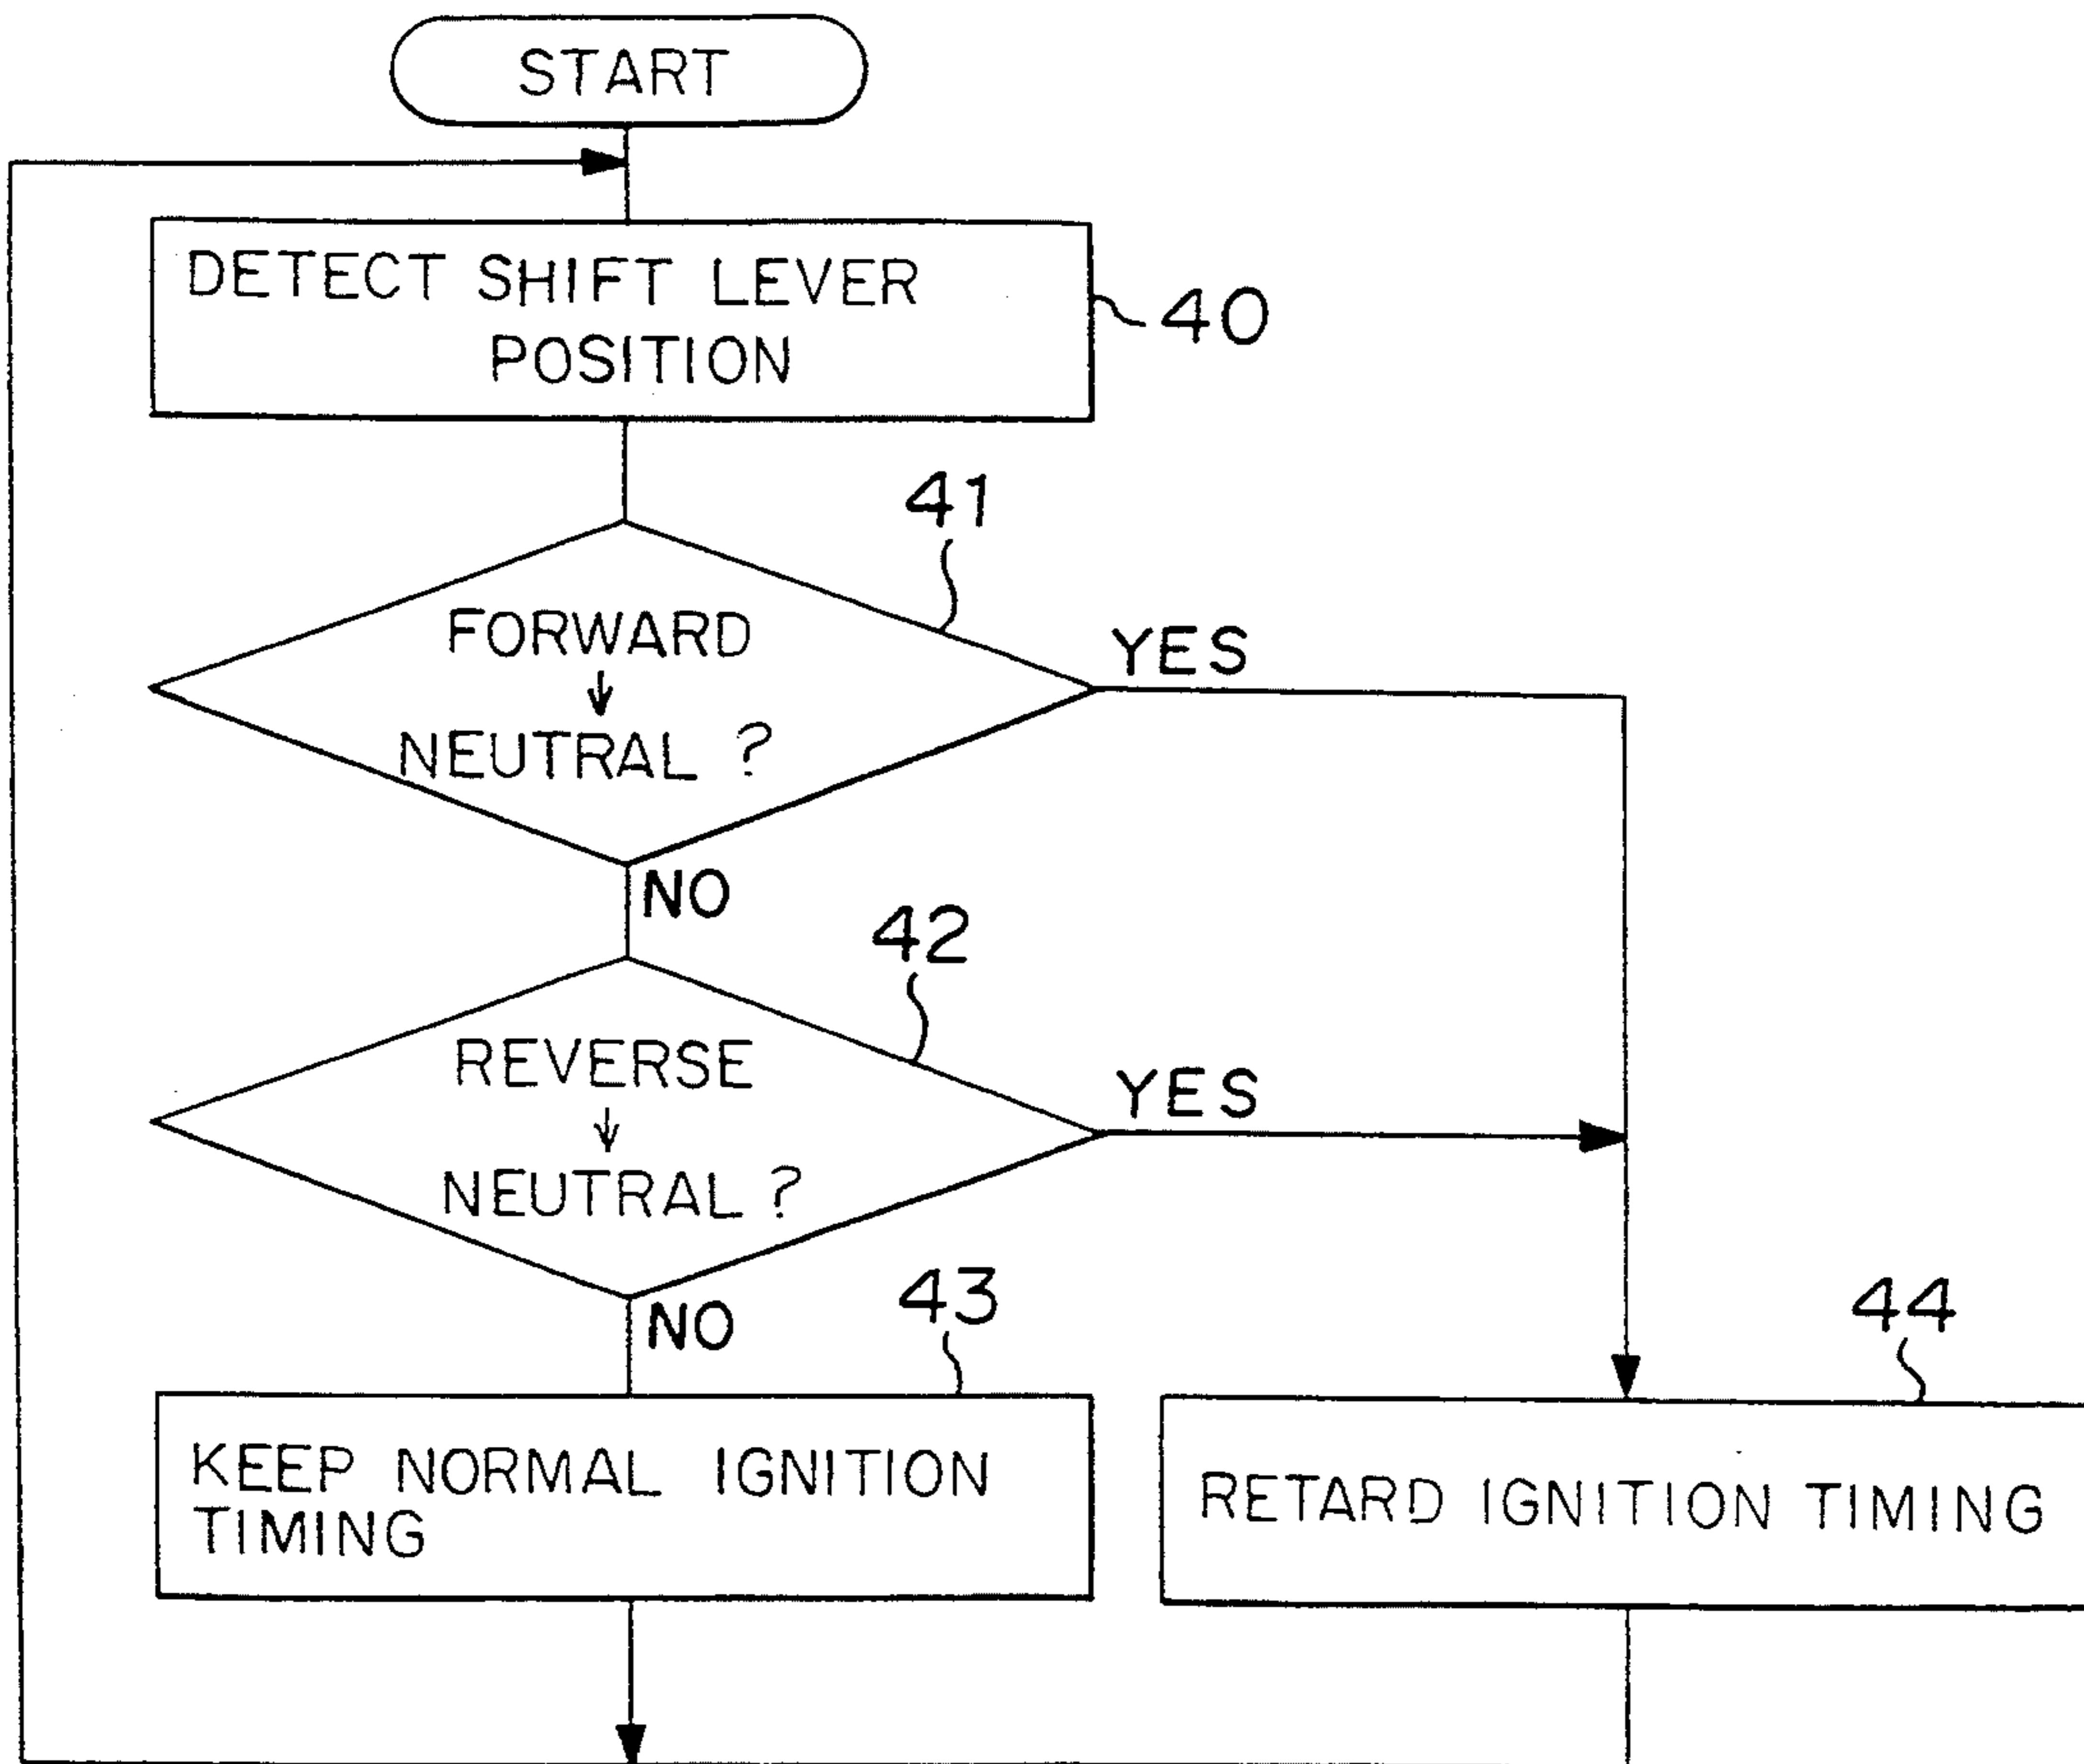 START
DETECT SHIFT LEVER
POSITION
40
41
FORWARD
↓
NEUTRAL ?
YES
NO
42
REVERSE
↓
NEUTRAL ?
YES
NO
43
KEEP NORMAL IGNITION
TIMING
44
RETARD IGNITION TIMING